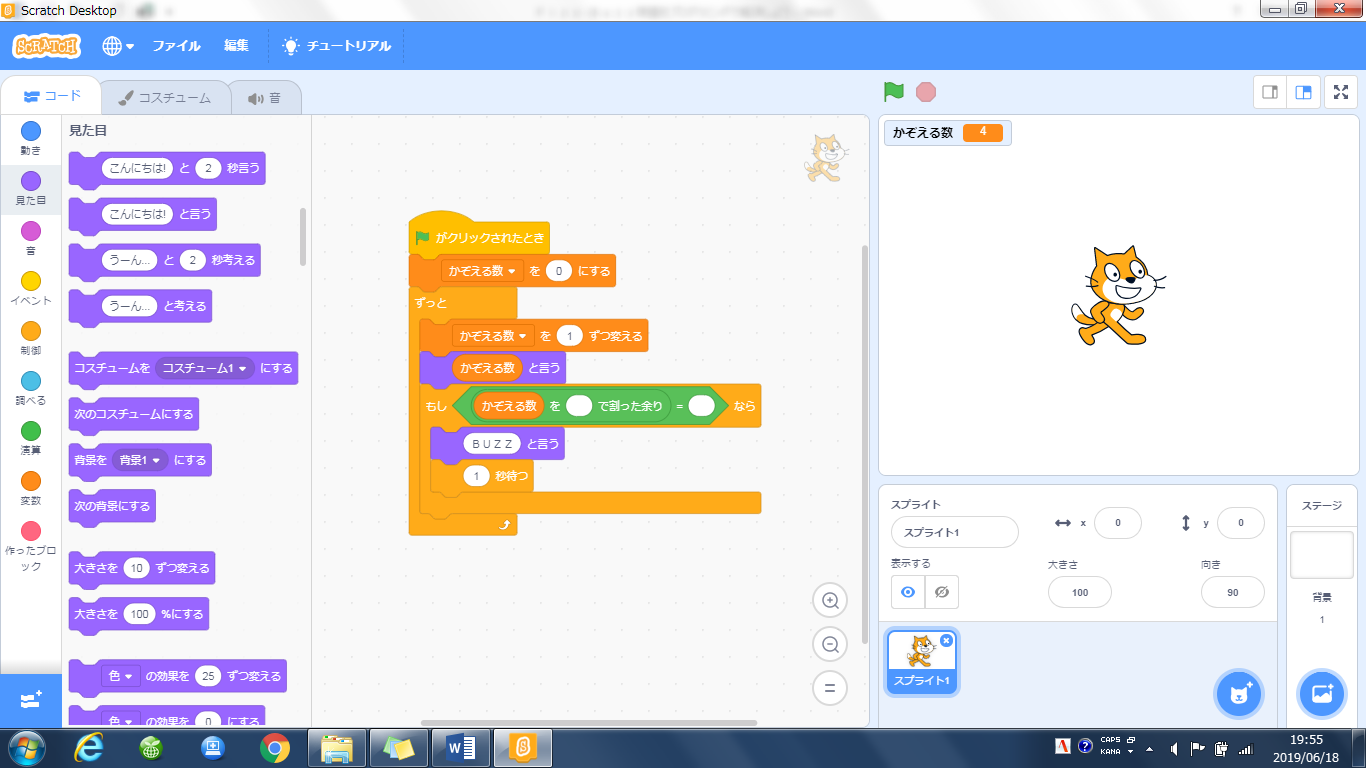 Scratch Desktop
SCRATCH ファイル 編集 チュートリアル
コード コスチューム 音
動き
見た目
音
イベント
制御
調べる
演算
変数
作ったブロ
ック
見た目
こんにちは! と 2 秒言う
こんにちは! と言う
うーん... と 2 秒考える
うーん... と考える
コスチュームを コスチューム1 にする
次のコスチュームにする
背景を 背景1 にする
次の背景にする
大きさを 10 ずつ変える
大きさを 100 %にする
色 の効果を 25 ずつ変える
色 の効果を 0 にする
がクリックされたとき
かぞえる数 を 0 にする
ずっと
かぞえる数 を 1 ずつ変える
かぞえる数 と言う
もし かぞえる数 を で割った余り = なら
ＢＵＺＺ と言う
1 秒待つ
かぞえる数 4
スプライト
スプライト1
x 0 y 0
表示する 大きさ 向き
100 90
スプライト1
ステージ
背景
1
A CAPS
KANA
19:55
2019/06/18